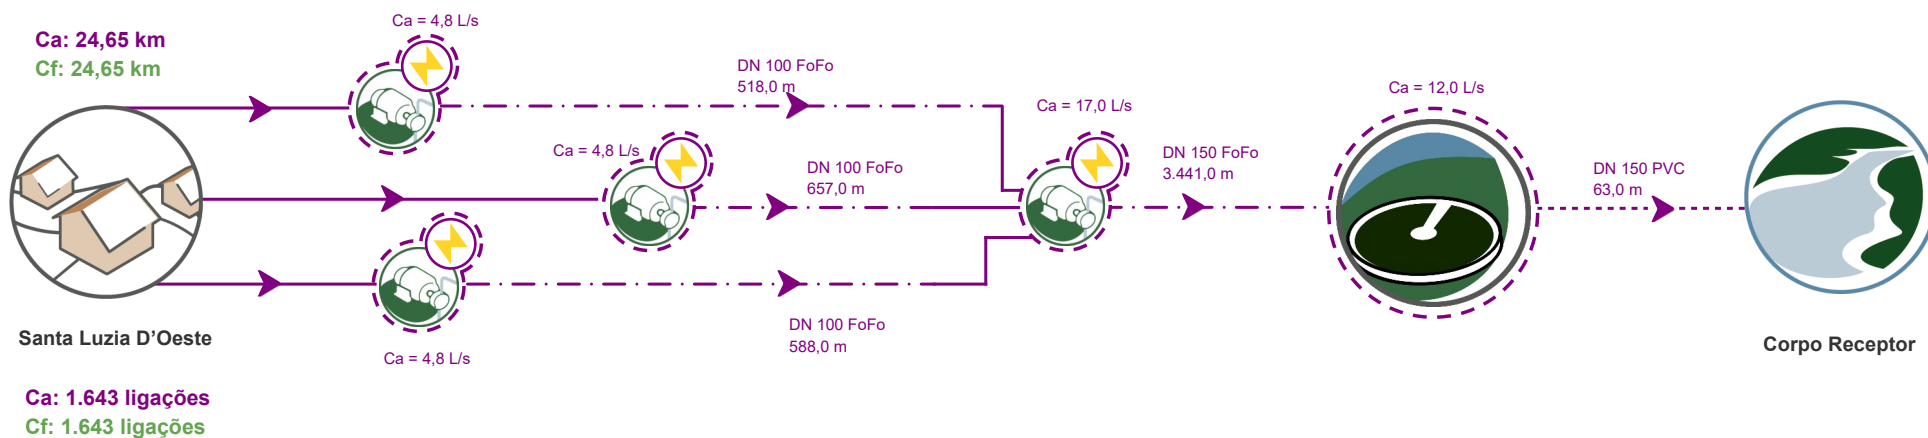 Ca: 24,65 km
Cf: 24,65 km
Ca = 4,8 L/s
DN 100 FoFo
518,0 m
Ca = 4,8 L/s
DN 100 FoFo
657,0 m
Ca = 17,0 L/s
DN 150 FoFo
3.441,0 m
Ca = 12,0 L/s
DN 150 PVC
63,0 m
Ca = 4,8 L/s
DN 100 FoFo
588,0 m
Santa Luzia D’Oeste
Corpo Receptor
Ca: 1.643 ligações
Cf: 1.643 ligações